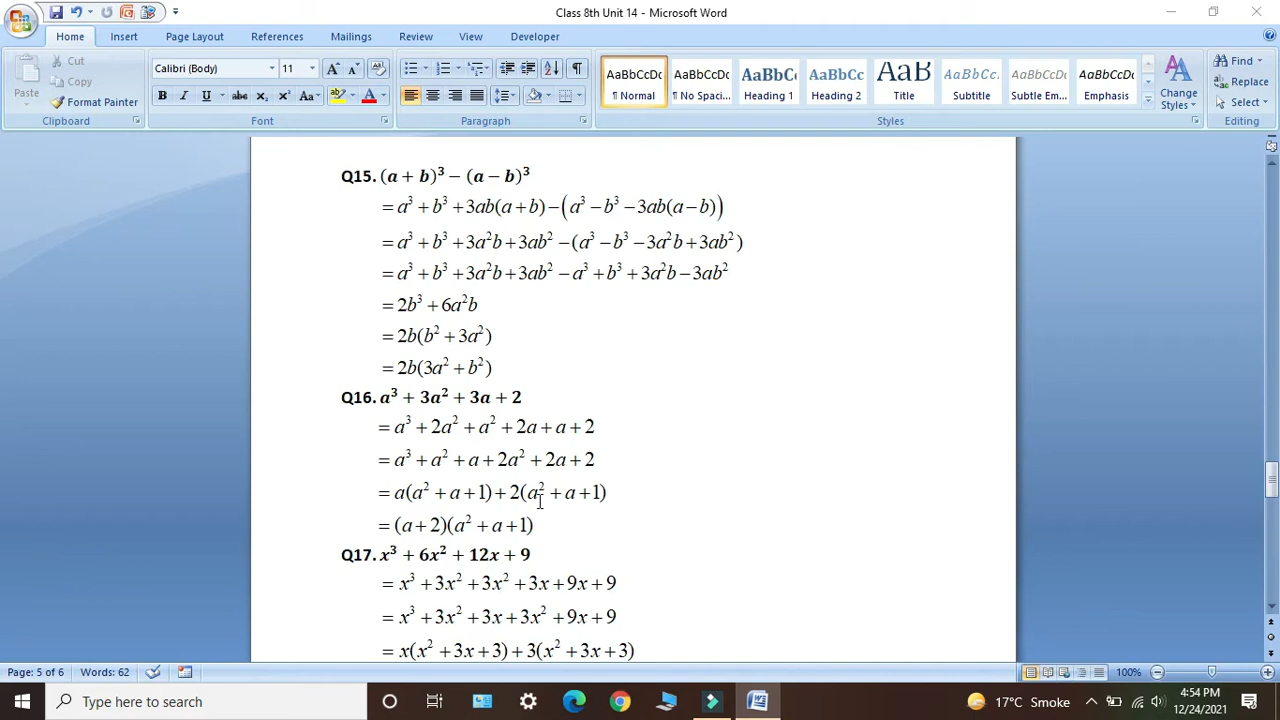 Class 8th Unit 14 - Microsoft Word
Home Insert Page Layout References Mailings Review View Developer
Paste Cut Copy Format Painter Clipboard
Calibri (Body) 11 Font
Paragraph
AaBbCcDc ¶ Normal
AaBbCcDc ¶ No Spaci...
AaBbCc Heading 1
AaBbCc Heading 2
AaB Title
AaBbCc Subtitle
AaBbCcDc Subtle Em...
AaBbCcDc Emphasis
Change Styles
Styles
Find Replace Select Editing
Q15. (a + b)³ − (a − b)³
= a³ + b³ + 3ab(a + b) − (a³ − b³ − 3ab(a − b))
= a³ + b³ + 3a²b + 3ab² − (a³ − b³ − 3a²b + 3ab²)
= a³ + b³ + 3a²b + 3ab² − a³ + b³ + 3a²b − 3ab²
= 2b³ + 6a²b
= 2b(b² + 3a²)
= 2b(3a² + b²)
Q16. a³ + 3a² + 3a + 2
= a³ + 2a² + a² + 2a + a + 2
= a³ + a² + a + 2a² + 2a + 2
= a(a² + a + 1) + 2(a² + a + 1)
= (a + 2)(a² + a + 1)
Q17. x³ + 6x² + 12x + 9
= x³ + 3x² + 3x² + 3x + 9x + 9
= x³ + 3x² + 3x + 3x² + 9x + 9
= x(x² + 3x + 3) + 3(x² + 3x + 3)
Page: 5 of 6 Words: 62 100%
Type here to search 17°C Smoke 4:54 PM
12/24/2021